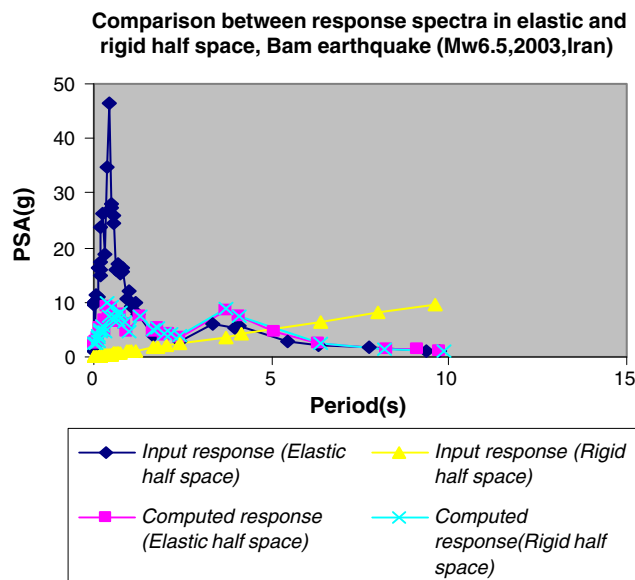 Comparison between response spectra in elastic and
rigid half space, Bam earthquake (Mw6.5,2003,Iran)
50
40
30
20
10
0
PSA(g)
0
5
10
15
Period(s)
Input response (Elastic
half space)
Input response (Rigid
half space)
Computed response
(Elastic half space)
Computed
response(Rigid half
space)